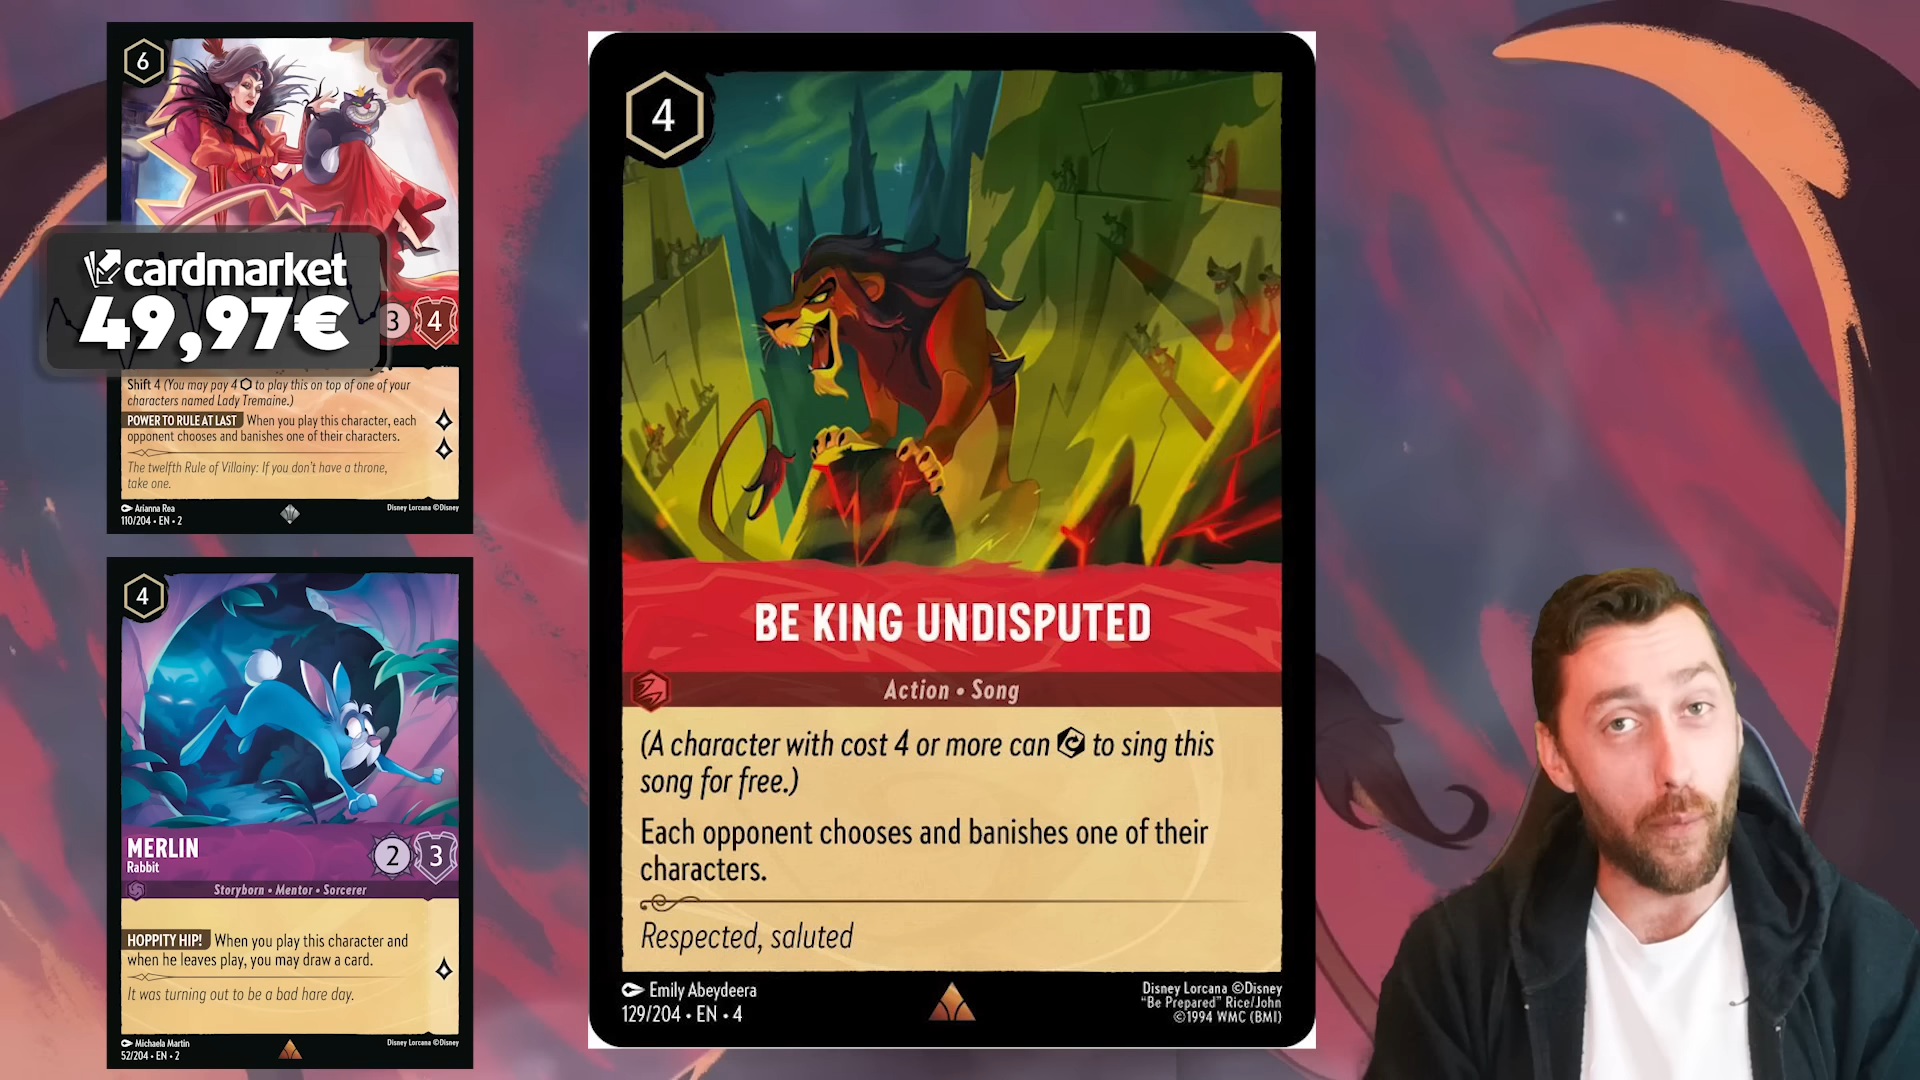 6
cardmarket
49,97€
3 4
Shift 4 (You may pay 4 to play this on top of one of your
characters named Lady Tremaine.)
POWER TO RULE AT LAST When you play this character, each
opponent chooses and banishes one of their characters.
The twelfth Rule of Villainy: If you don't have a throne,
take one.
Arianna Rea
Disney Lorcana ©Disney
110/204 • EN • 2
4
MERLIN
Rabbit
2 3
Storyborn • Mentor • Sorcerer
HOPPITY HIP! When you play this character and
when he leaves play, you may draw a card.
It was turning out to be a bad hare day.
Michaela Martin
Disney Lorcana ©Disney
52/204 • EN • 2
4
BE KING UNDISPUTED
Action • Song
(A character with cost 4 or more can to sing this
song for free.)
Each opponent chooses and banishes one of their
characters.
Respected, saluted
Emily Abeydeera
129/204 • EN • 4
Disney Lorcana ©Disney
"Be Prepared" Rice/John
©1994 WMC (BMI)